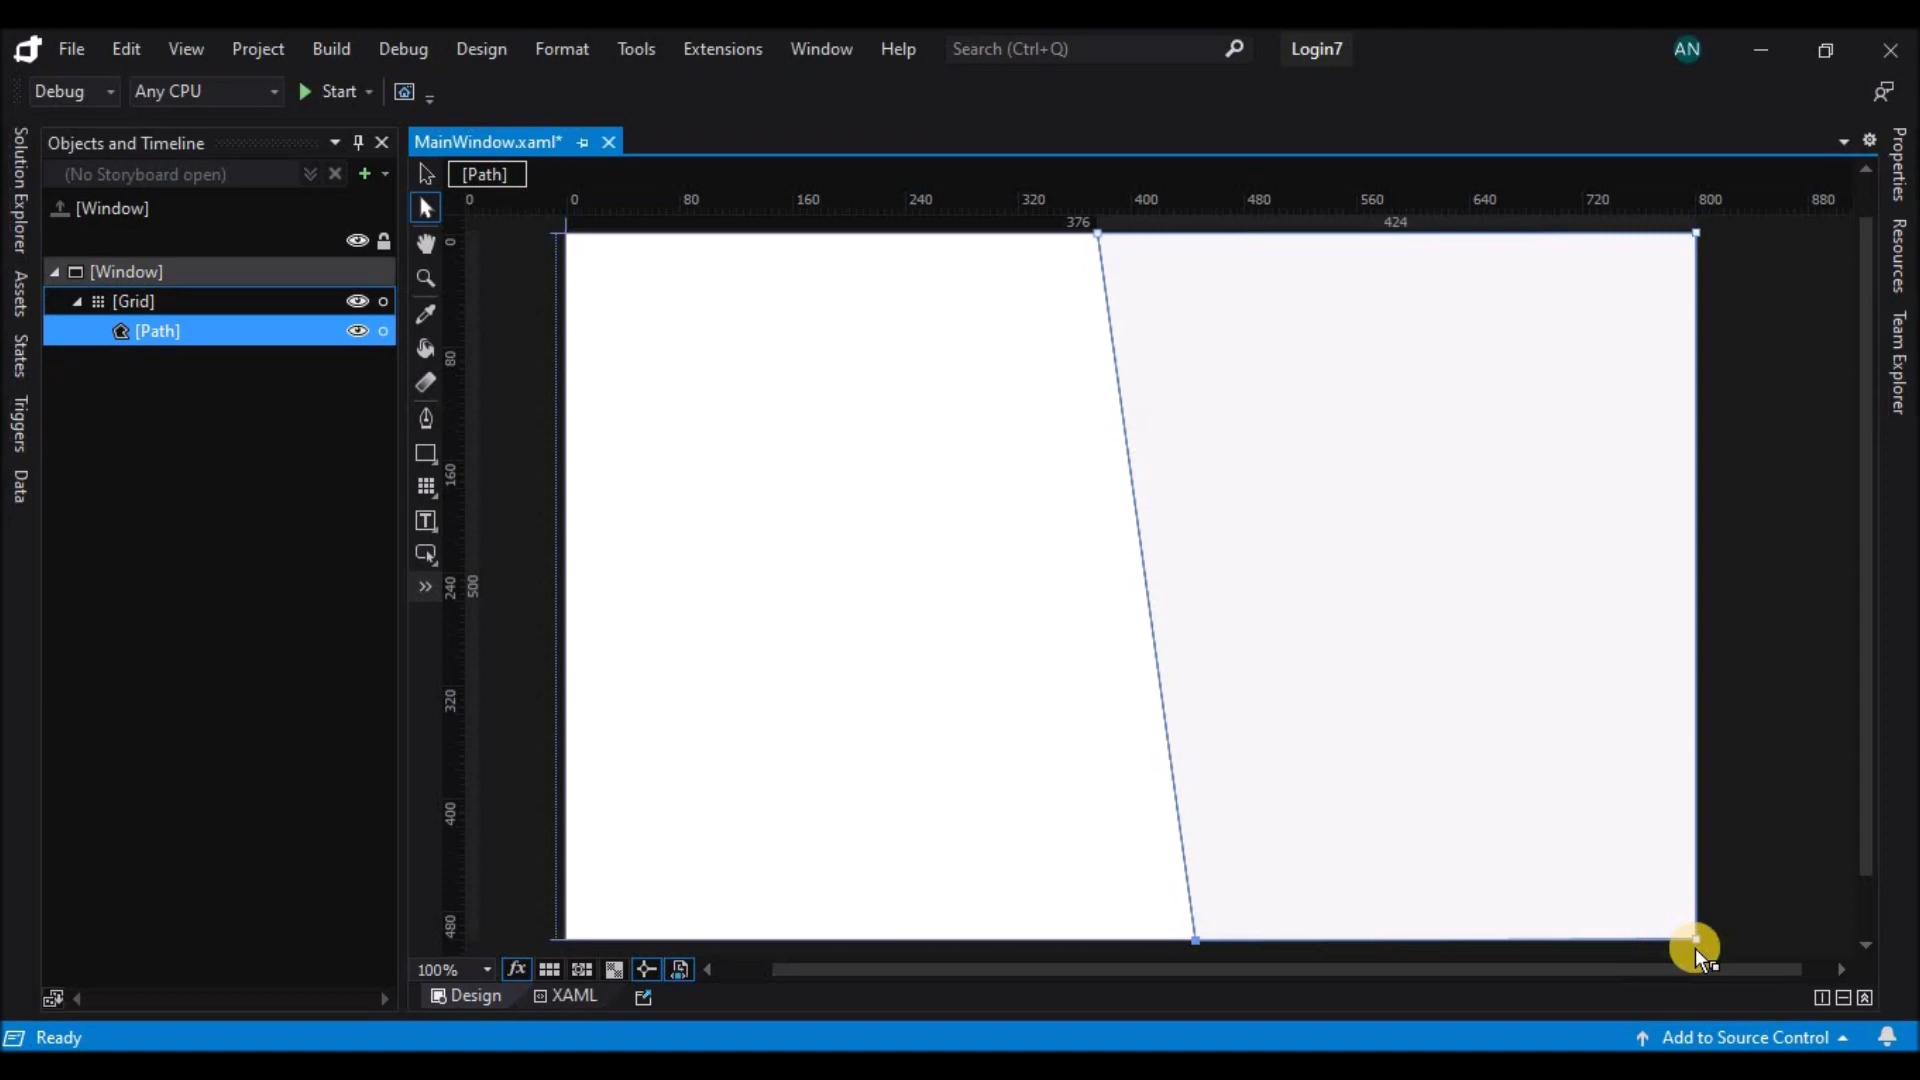 File Edit View Project Build Debug Design Format Tools Extensions Window Help Search (Ctrl+Q) Login7 AN
Debug Any CPU Start
Solution Explorer
Assets
States
Triggers
Data
Objects and Timeline
(No Storyboard open)
[Window]
[Window]
[Grid]
[Path]
MainWindow.xaml*
[Path]
0 0 80 160 240 320 400 480 560 640 720 800 880
376 424
0
80
160
240
320
400
480
500
100% fx
Design XAML
Properties
Resources
Team Explorer
Ready Add to Source Control